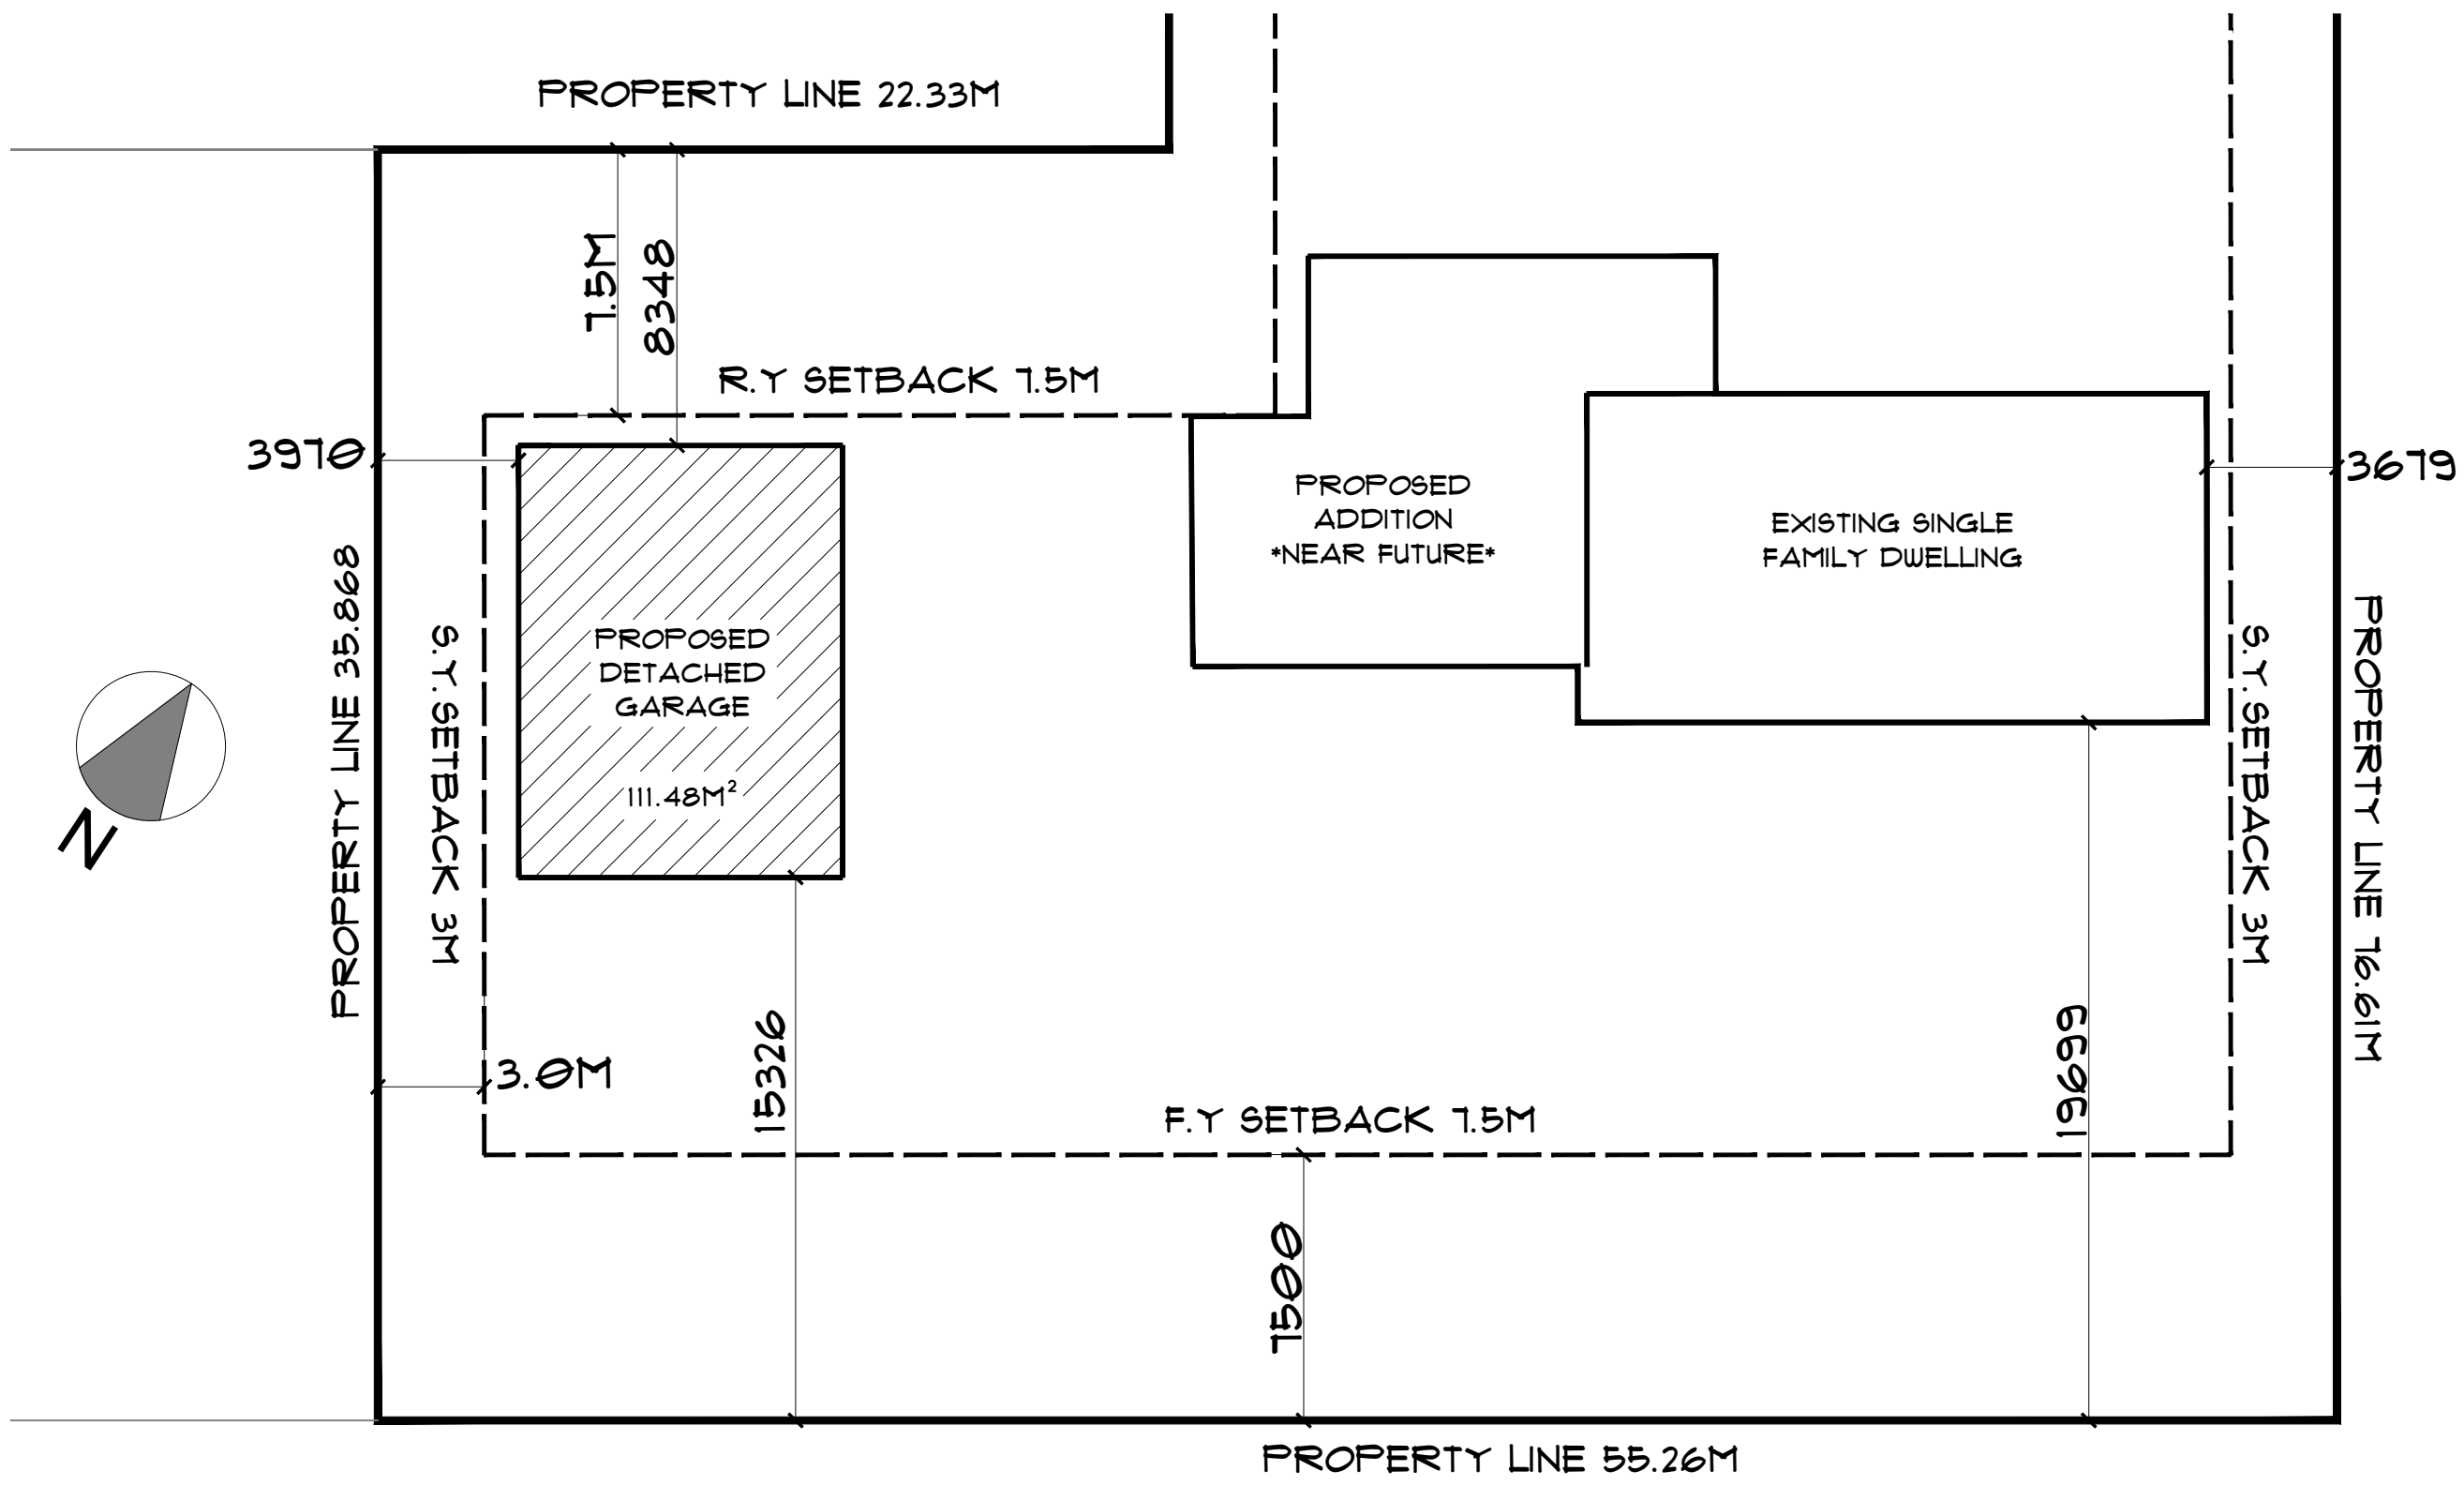 PROPERTY LINE 22.33M
7.5M
8348
R.Y SETBACK 7.5M
3970
3679
PROPOSED
ADDITION
*NEAR FUTURE*
EXISTING SINGLE
FAMILY DWELLING
PROPERTY LINE 35.868
S.Y.SETBACK 3M
PROPOSED
DETACHED
GARAGE
111.48M²
S.Y.SETBACK 3M
PROPERTY LINE 76.61M
N
3.0M
15326
19669
F.Y SETBACK 7.5M
7500
PROPERTY LINE 55.26M